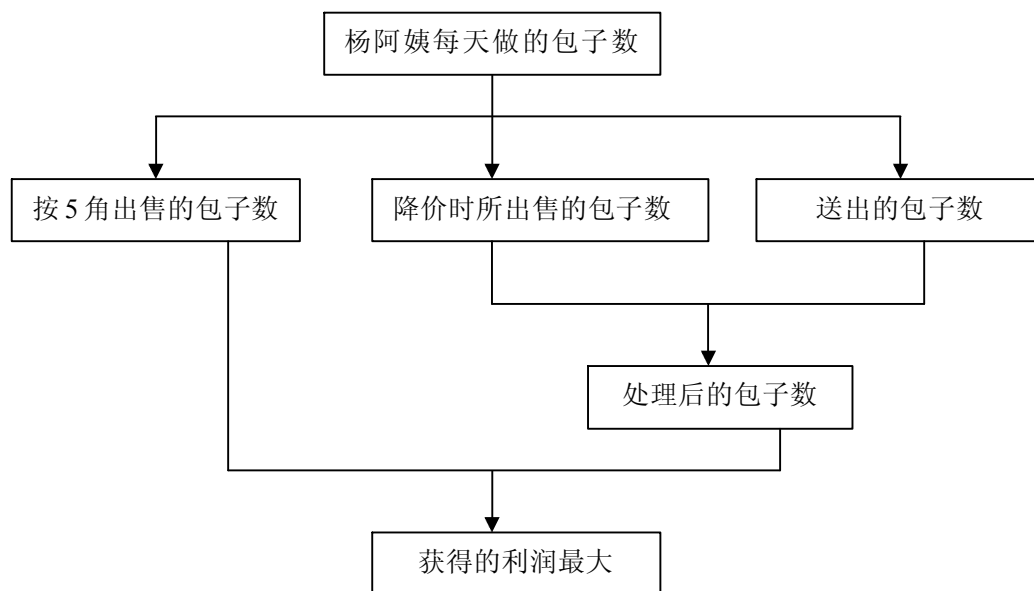 杨阿姨每天做的包子数
按5角出售的包子数
降价时所出售的包子数
送出的包子数
处理后的包子数
获得的利润最大